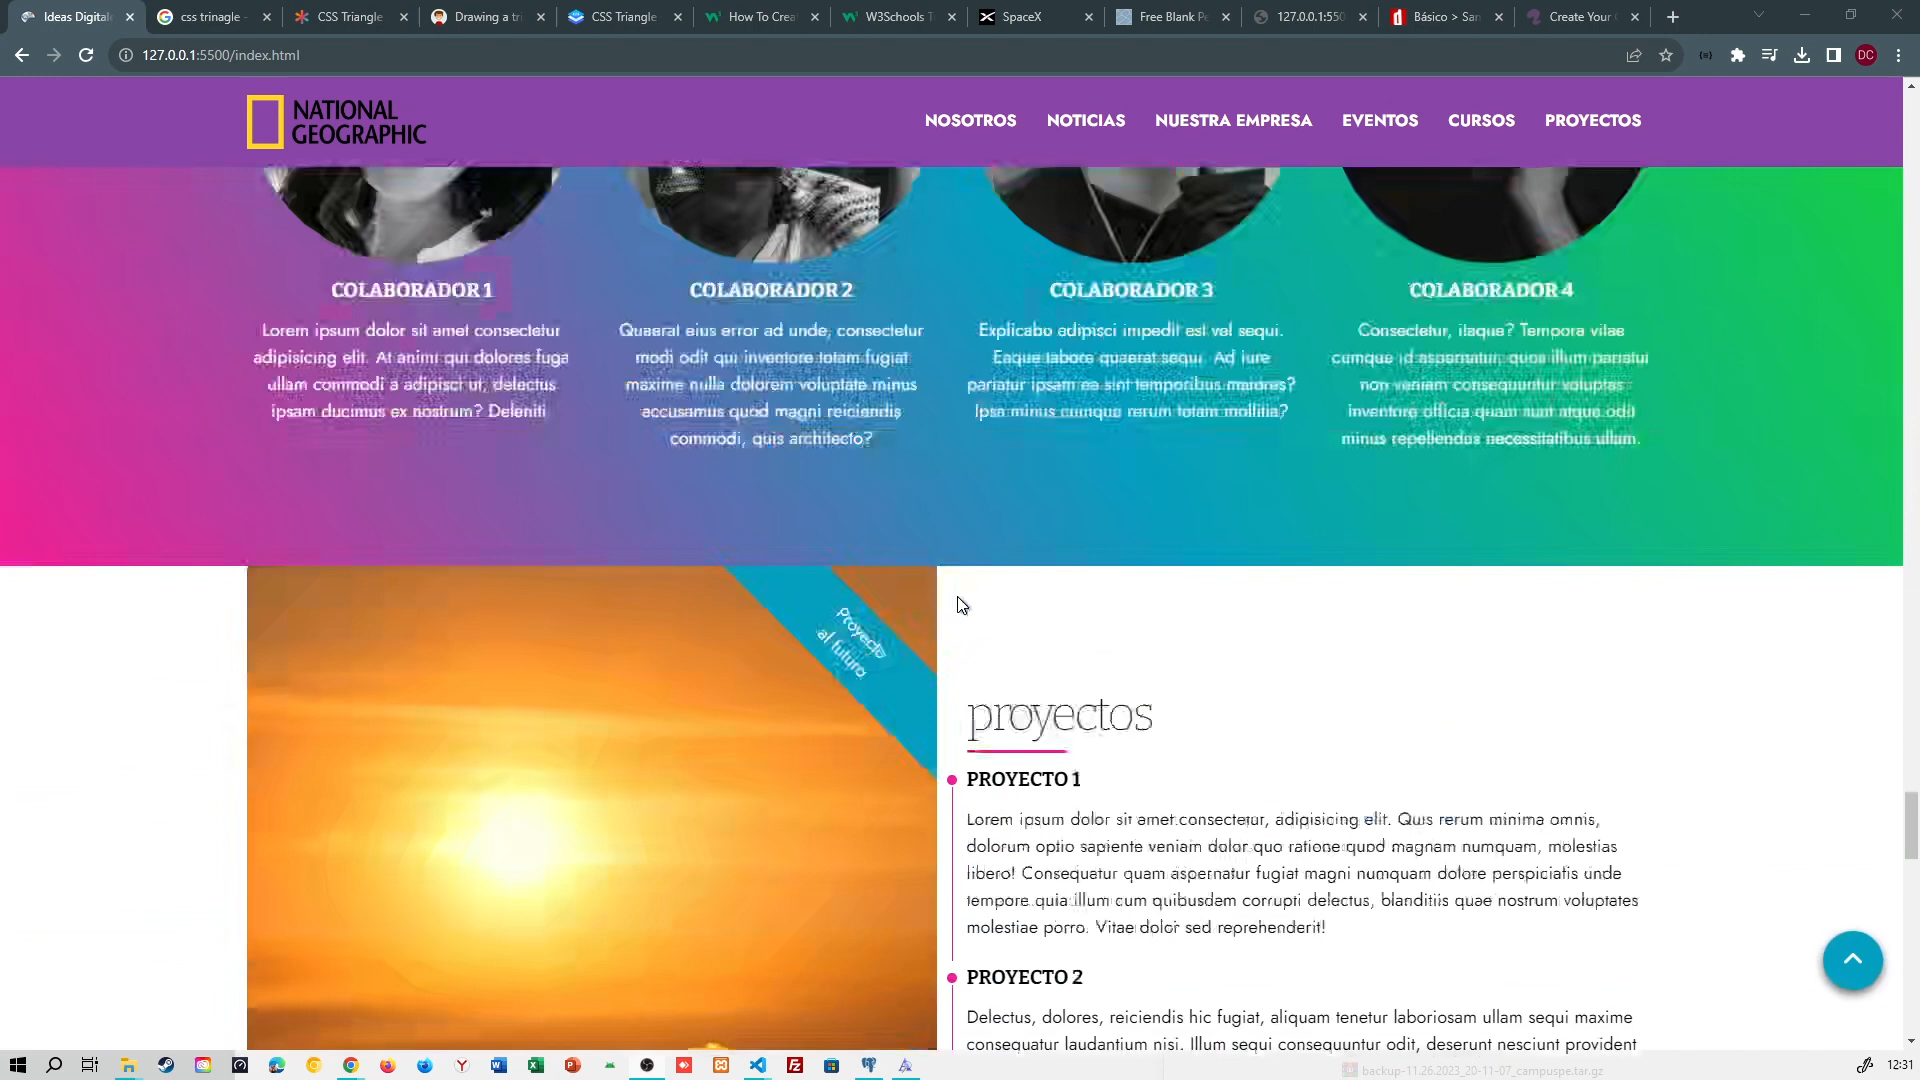 Ideas Digitale
css trinagle -
CSS Triangle
Drawing a tri
CSS Triangle
How To Crea
W3Schools T
SpaceX
Free Blank Pe
127.0.0.1:550
Básico > San
Create Your
127.0.0.1:5500/index.html
DC
NATIONAL
GEOGRAPHIC
NOSOTROS
NOTICIAS
NUESTRA EMPRESA
EVENTOS
CURSOS
PROYECTOS
COLABORADOR 1
Lorem ipsum dolor sit amet consectetur
adipisicing elit. At animi qui dolores fuga
ullam commodi a adipisci ut, delectus
ipsam ducimus ex nostrum? Deleniti
COLABORADOR 2
Quaerat eius error ad unde, consectetur
modi odit qui inventore totam fugiat
maxime nulla dolorem voluptate minus
accusamus quod magni reiciendis
commodi, quis architecto?
COLABORADOR 3
Explicabo adipisci impedit est vel sequi.
Eaque labore quaerat sequi. Ad iure
pariatur ipsam ea sint temporibus maiores?
Ipsa minus cumque rerum totam mollitia?
COLABORADOR 4
Consectetur, itaque? Tempora vitae
cumque id aspernatur, quos illum pariatur
non veniam consequuntur voluptas
inventore officia quam sunt atque odit
minus repellendus necessitatibus ullam.
proyecto
al futuro
proyectos
PROYECTO 1
Lorem ipsum dolor sit amet consectetur, adipisicing elit. Quis rerum minima omnis,
dolorum optio sapiente veniam dolor quo ratione quod magnam numquam, molestias
libero! Consequatur quam aspernatur fugiat magni numquam dolore perspiciatis unde
tempore quia illum cum quibusdam corrupti delectus, blanditiis quae nostrum voluptates
molestiae porro. Vitae dolor sed reprehenderit!
PROYECTO 2
Delectus, dolores, reiciendis hic fugiat, aliquam tenetur laboriosam ullam sequi maxime
consequatur laudantium nisi. Illum sequi consequuntur odit, deserunt nesciunt provident
backup-11.26.2023_20-11-07_campuspe.tar.gz
12:31